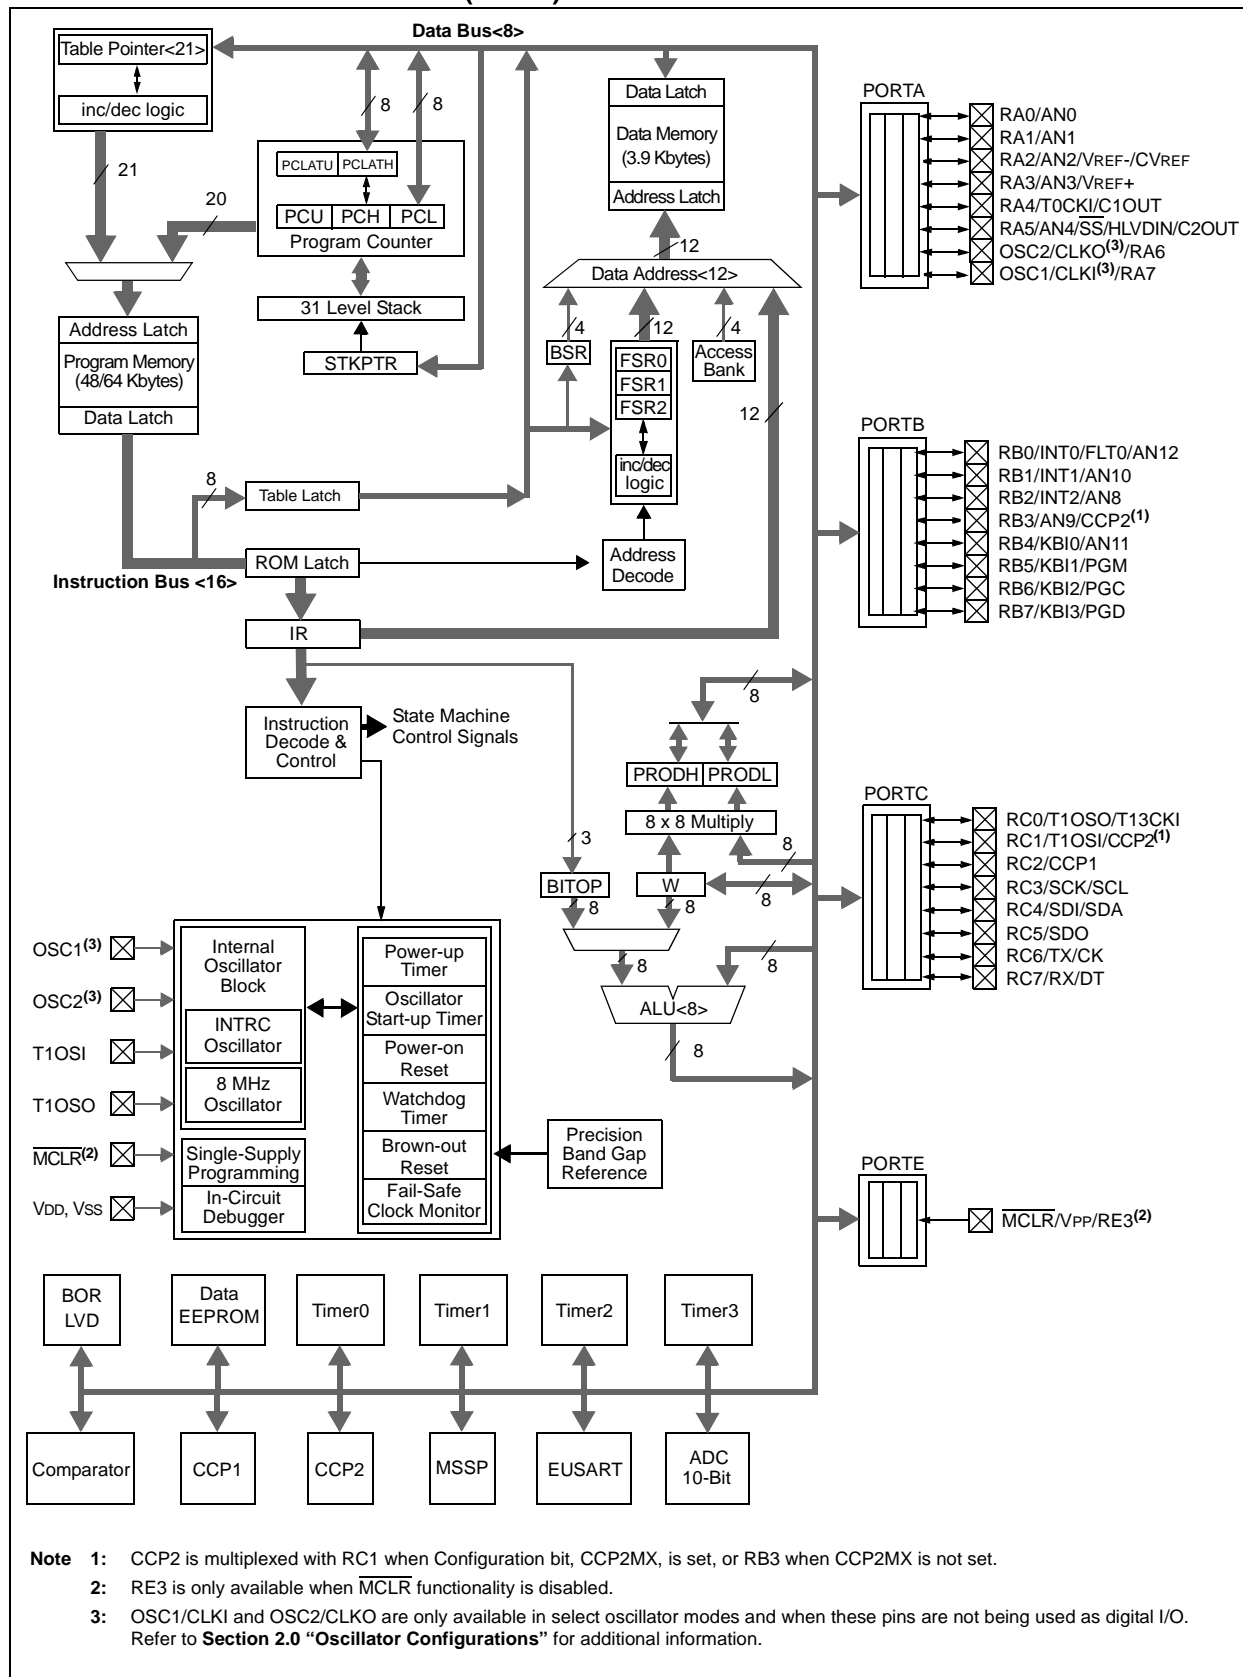 Data Bus<8>
Table Pointer<21>
inc/dec logic
21
20
8
8
PCLATU PCLATH
PCU PCH PCL
Program Counter
31 Level Stack
STKPTR
Data Latch
Data Memory
(3.9 Kbytes)
Address Latch
12
Data Address<12>
4
12
4
BSR
FSR0
FSR1
FSR2
inc/dec
logic
Access
Bank
12
Address Latch
Program Memory
(48/64 Kbytes)
Data Latch
8
Table Latch
ROM Latch
Instruction Bus <16>
Address
Decode
IR
Instruction
Decode &
Control
State Machine
Control Signals
8
PRODH PRODL
8 x 8 Multiply
3
8
BITOP
W
8
8
8
8
8
ALU<8>
8
PORTA
RA0/AN0
RA1/AN1
RA2/AN2/VREF-/CVREF
RA3/AN3/VREF+
RA4/T0CKI/C1OUT
RA5/AN4/SS/HLVDIN/C2OUT
OSC2/CLKO(3)/RA6
OSC1/CLKI(3)/RA7
PORTB
RB0/INT0/FLT0/AN12
RB1/INT1/AN10
RB2/INT2/AN8
RB3/AN9/CCP2(1)
RB4/KBI0/AN11
RB5/KBI1/PGM
RB6/KBI2/PGC
RB7/KBI3/PGD
PORTC
RC0/T1OSO/T13CKI
RC1/T1OSI/CCP2(1)
RC2/CCP1
RC3/SCK/SCL
RC4/SDI/SDA
RC5/SDO
RC6/TX/CK
RC7/RX/DT
PORTE
MCLR/VPP/RE3(2)
OSC1(3)
OSC2(3)
T1OSI
T1OSO
MCLR(2)
VDD, VSS
Internal
Oscillator
Block
INTRC
Oscillator
8 MHz
Oscillator
Single-Supply
Programming
In-Circuit
Debugger
Power-up
Timer
Oscillator
Start-up Timer
Power-on
Reset
Watchdog
Timer
Brown-out
Reset
Fail-Safe
Clock Monitor
Precision
Band Gap
Reference
BOR
LVD
Data
EEPROM
Timer0
Timer1
Timer2
Timer3
Comparator
CCP1
CCP2
MSSP
EUSART
ADC
10-Bit
Note 1: CCP2 is multiplexed with RC1 when Configuration bit, CCP2MX, is set, or RB3 when CCP2MX is not set.
2: RE3 is only available when MCLR functionality is disabled.
3: OSC1/CLKI and OSC2/CLKO are only available in select oscillator modes and when these pins are not being used as digital I/O.
Refer to Section 2.0 “Oscillator Configurations” for additional information.